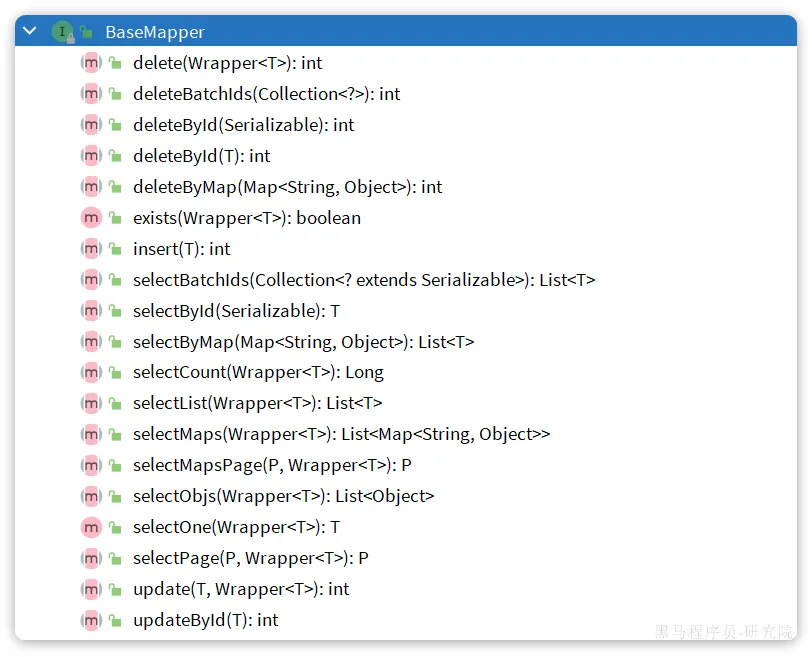 BaseMapper
delete(Wrapper<T>): int
deleteBatchIds(Collection<?>): int
deleteById(Serializable): int
deleteById(T): int
deleteByMap(Map<String, Object>): int
exists(Wrapper<T>): boolean
insert(T): int
selectBatchIds(Collection<? extends Serializable>): List<T>
selectById(Serializable): T
selectByMap(Map<String, Object>): List<T>
selectCount(Wrapper<T>): Long
selectList(Wrapper<T>): List<T>
selectMaps(Wrapper<T>): List<Map<String, Object>>
selectMapsPage(P, Wrapper<T>): P
selectObjs(Wrapper<T>): List<Object>
selectOne(Wrapper<T>): T
selectPage(P, Wrapper<T>): P
update(T, Wrapper<T>): int
updateById(T): int
黑马程序员-研究院